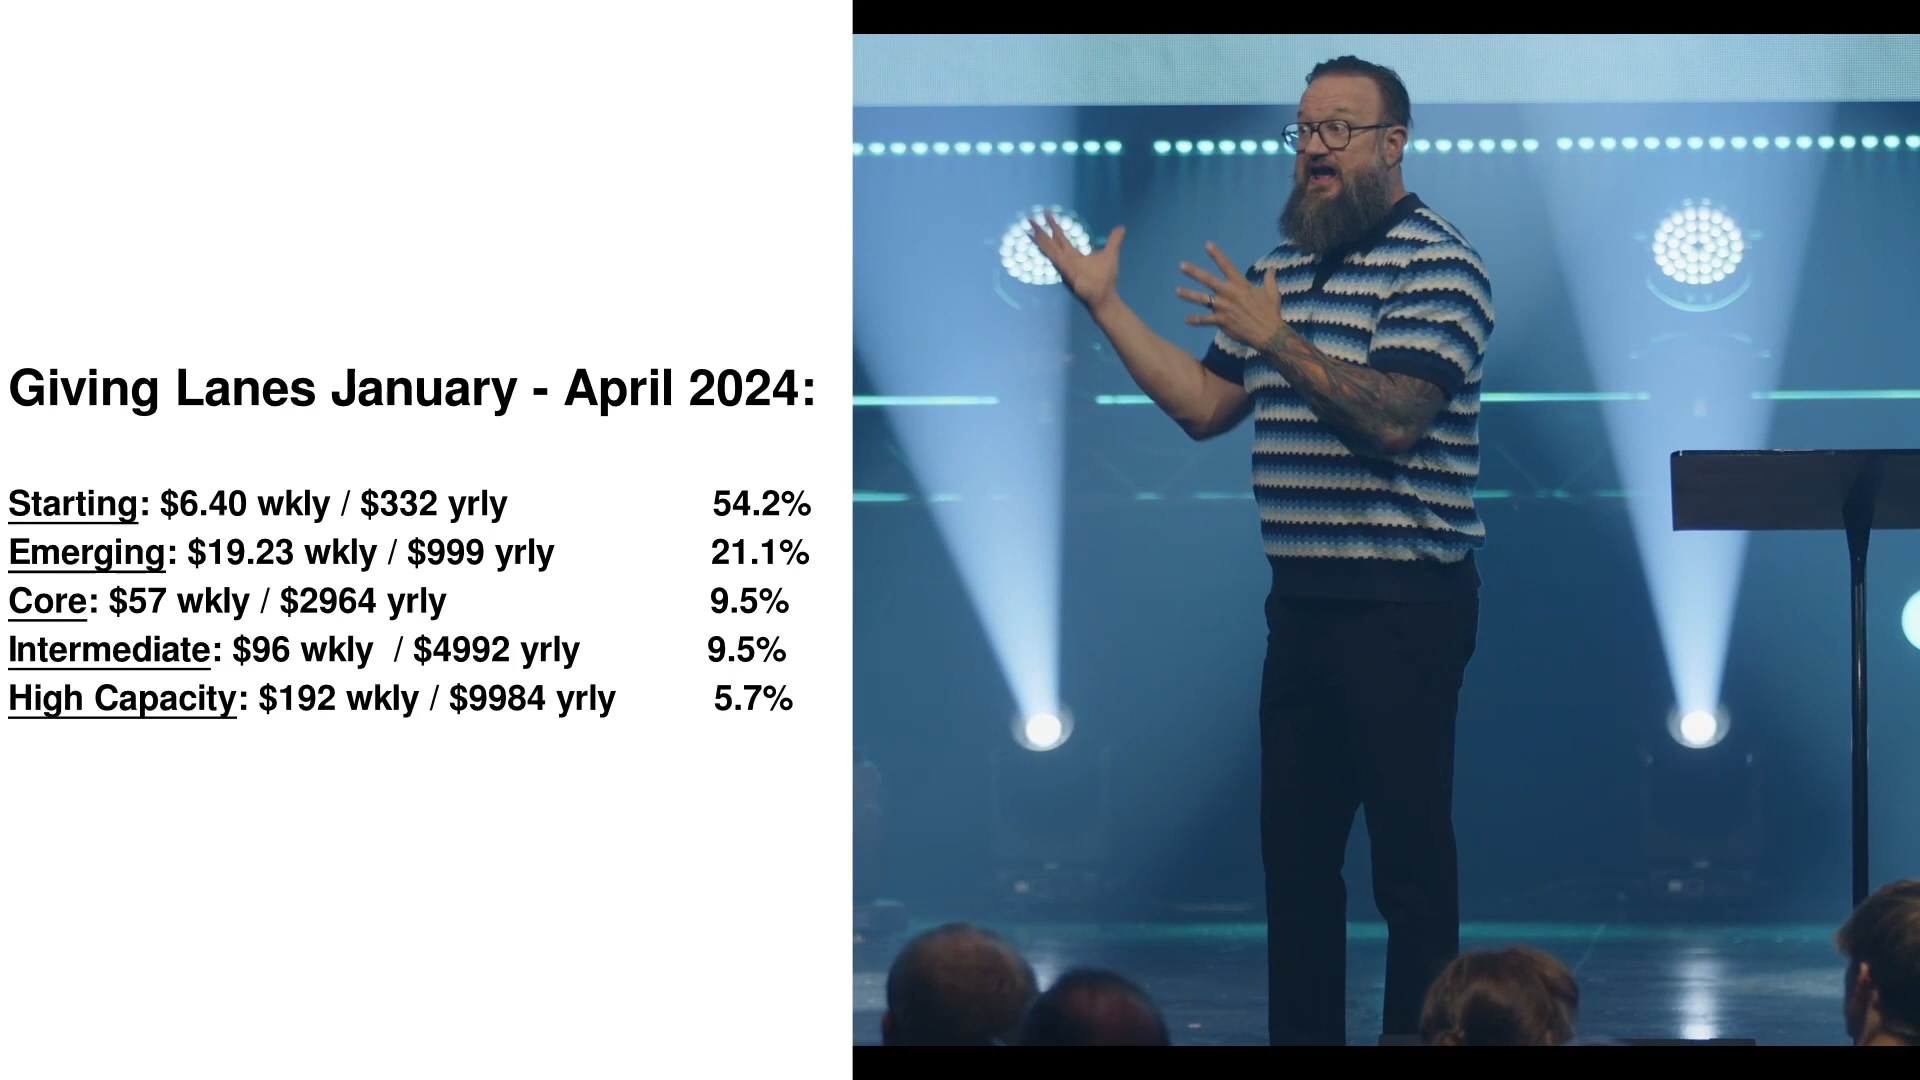 Giving Lanes January - April 2024:
Starting: $6.40 wkly / $332 yrly 54.2%
Emerging: $19.23 wkly / $999 yrly 21.1%
Core: $57 wkly / $2964 yrly 9.5%
Intermediate: $96 wkly / $4992 yrly 9.5%
High Capacity: $192 wkly / $9984 yrly 5.7%